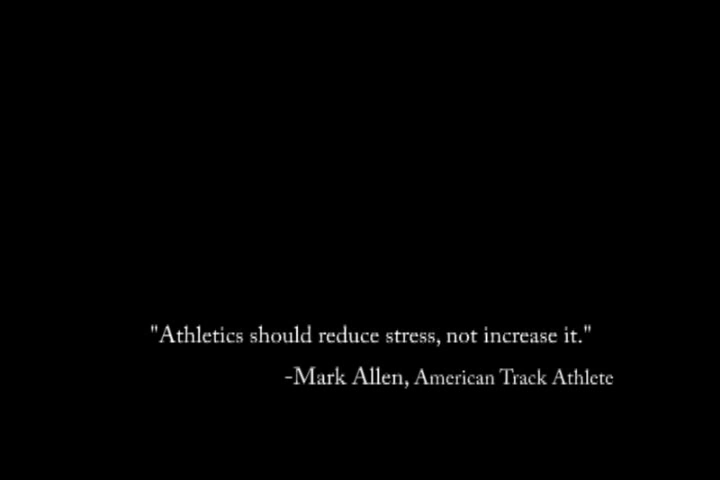 "Athletics should reduce stress, not increase it."
-Mark Allen, American Track Athlete